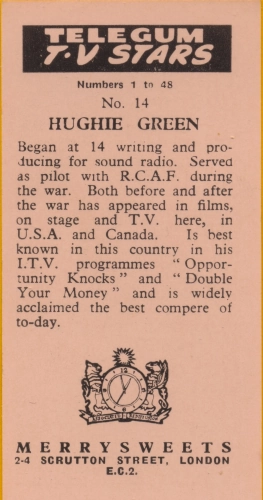 TELEGUM
T·V STARS
Numbers 1 to 48
No. 14
HUGHIE GREEN
Began at 14 writing and pro-
ducing for sound radio. Served
as pilot with R.C.A.F. during
the war. Both before and after
the war has appeared in films,
on stage and T.V. here, in
U.S.A. and Canada. Is best
known in this country in his
I.T.V. programmes "Oppor-
tunity Knocks" and "Double
Your Money" and is widely
acclaimed the best compere of
to-day.
MERRYSWEETS
2-4 SCRUTTON STREET, LONDON
E.C.2.